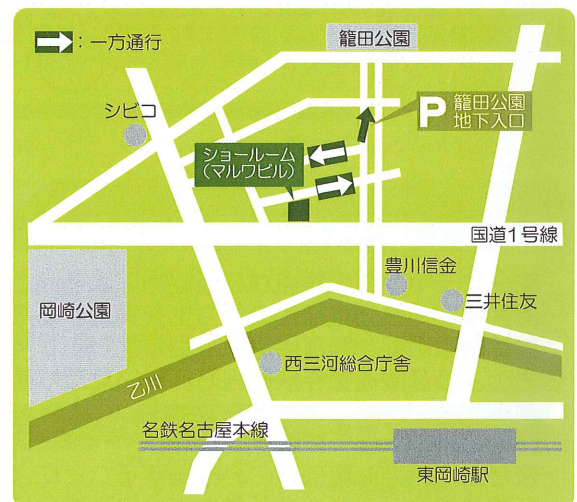 ：一方通行
籠田公園
シビコ
P 籠田公園
地下入口
ショールーム
（マルワビル）
国道1号線
豊川信金
岡崎公園
三井住友
西三河総合庁舎
乙川
名鉄名古屋本線
東岡崎駅